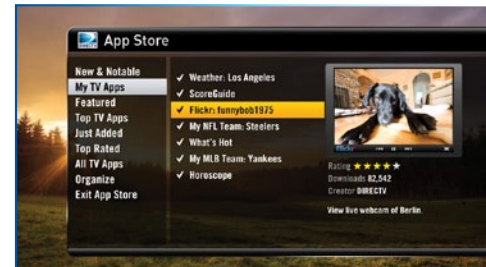 DIRECTV
App Store
New & Notable
My TV Apps
Featured
Top TV Apps
Just Added
Top Rated
All TV Apps
Organize
Exit App Store
✓ Weather: Los Angeles
✓ ScoreGuide
✓ Flickr: funnybob1975
✓ My NFL Team: Steelers
✓ What's Hot
✓ My MLB Team: Yankees
✓ Horoscope
flickr
Rating ★★★★★
Downloads 82,542
Creator DIRECTV
View live webcam of Berlin.